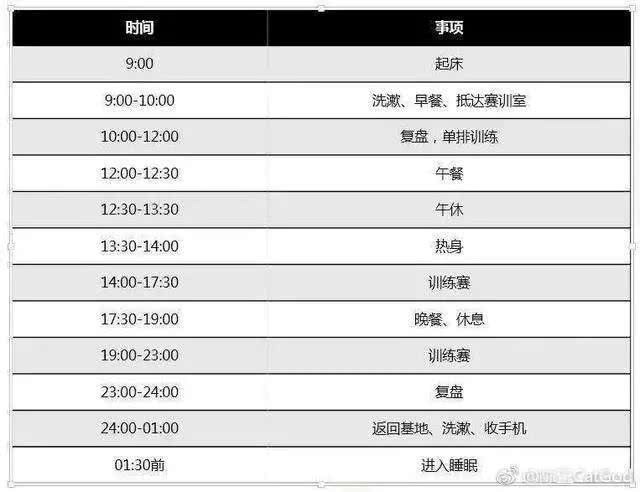 时间 事项
9:00 起床
9:00-10:00 洗漱、早餐、抵达赛训室
10:00-12:00 复盘，单排训练
12:00-12:30 午餐
12:30-13:30 午休
13:30-14:00 热身
14:00-17:30 训练赛
17:30-19:00 晚餐、休息
19:00-23:00 训练赛
23:00-24:00 复盘
24:00-01:00 返回基地、洗漱、收手机
01:30前 进入睡眠
CatGod